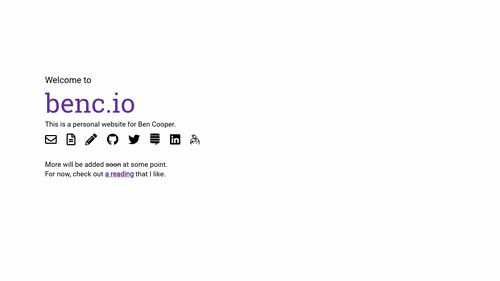 Welcome to
benc.io
This is a personal website for Ben Cooper.
More will be added soon at some point.
For now, check out a reading that I like.